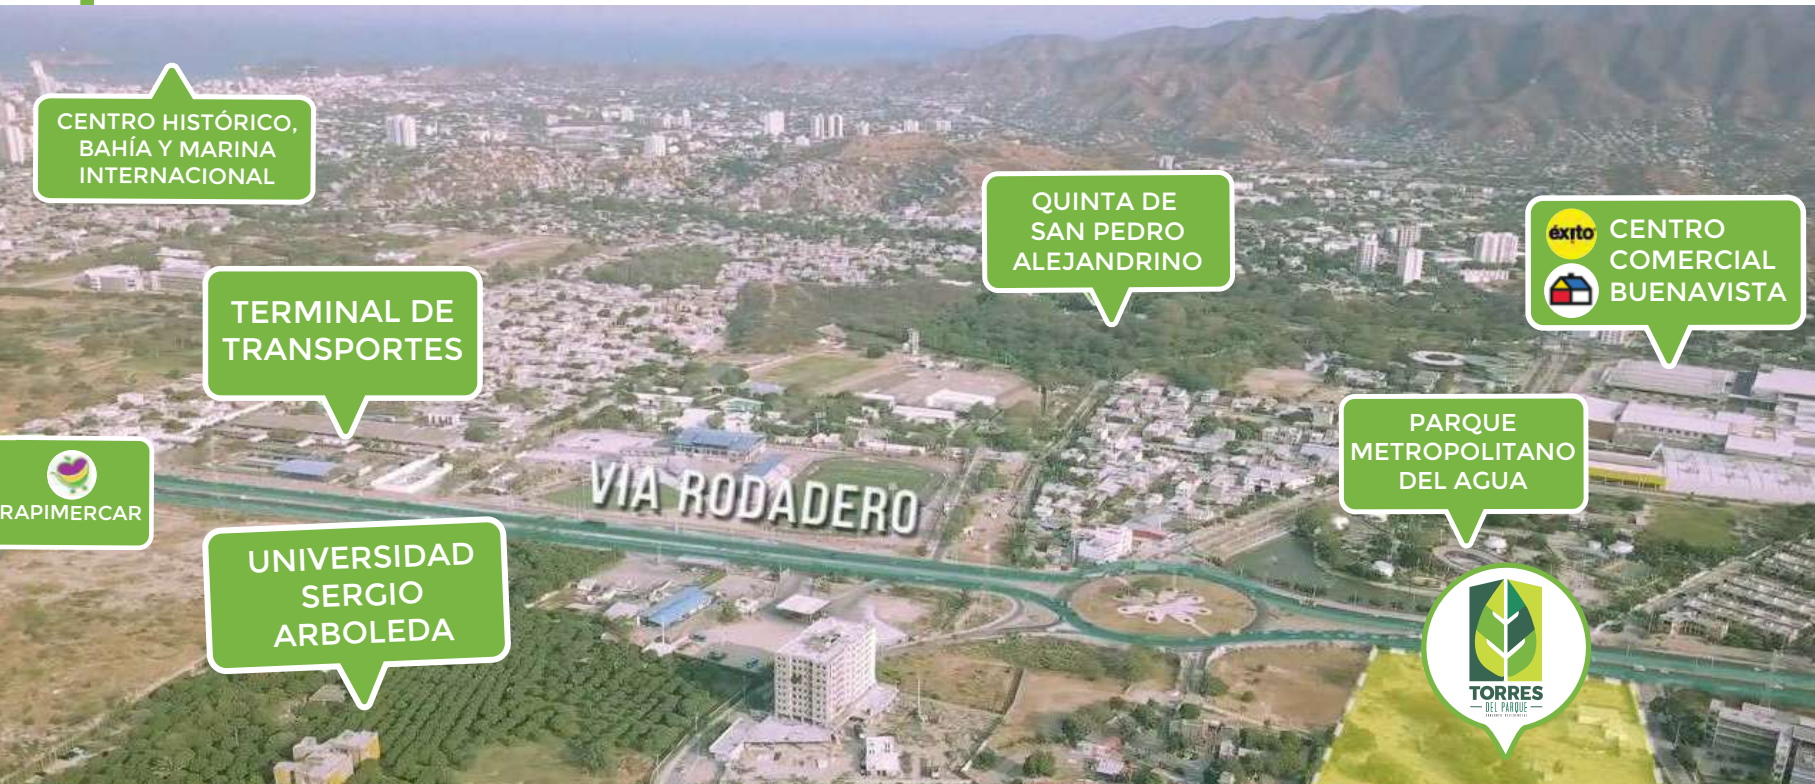 CENTRO HISTÓRICO,
BAHÍA Y MARINA
INTERNACIONAL
QUINTA DE
SAN PEDRO
ALEJANDRINO
éxito
CENTRO
COMERCIAL
BUENAVISTA
TERMINAL DE
TRANSPORTES
PARQUE
METROPOLITANO
DEL AGUA
RAPIMERCAR
VIA RODADERO
UNIVERSIDAD
SERGIO
ARBOLEDA
TORRES
DEL PARQUE